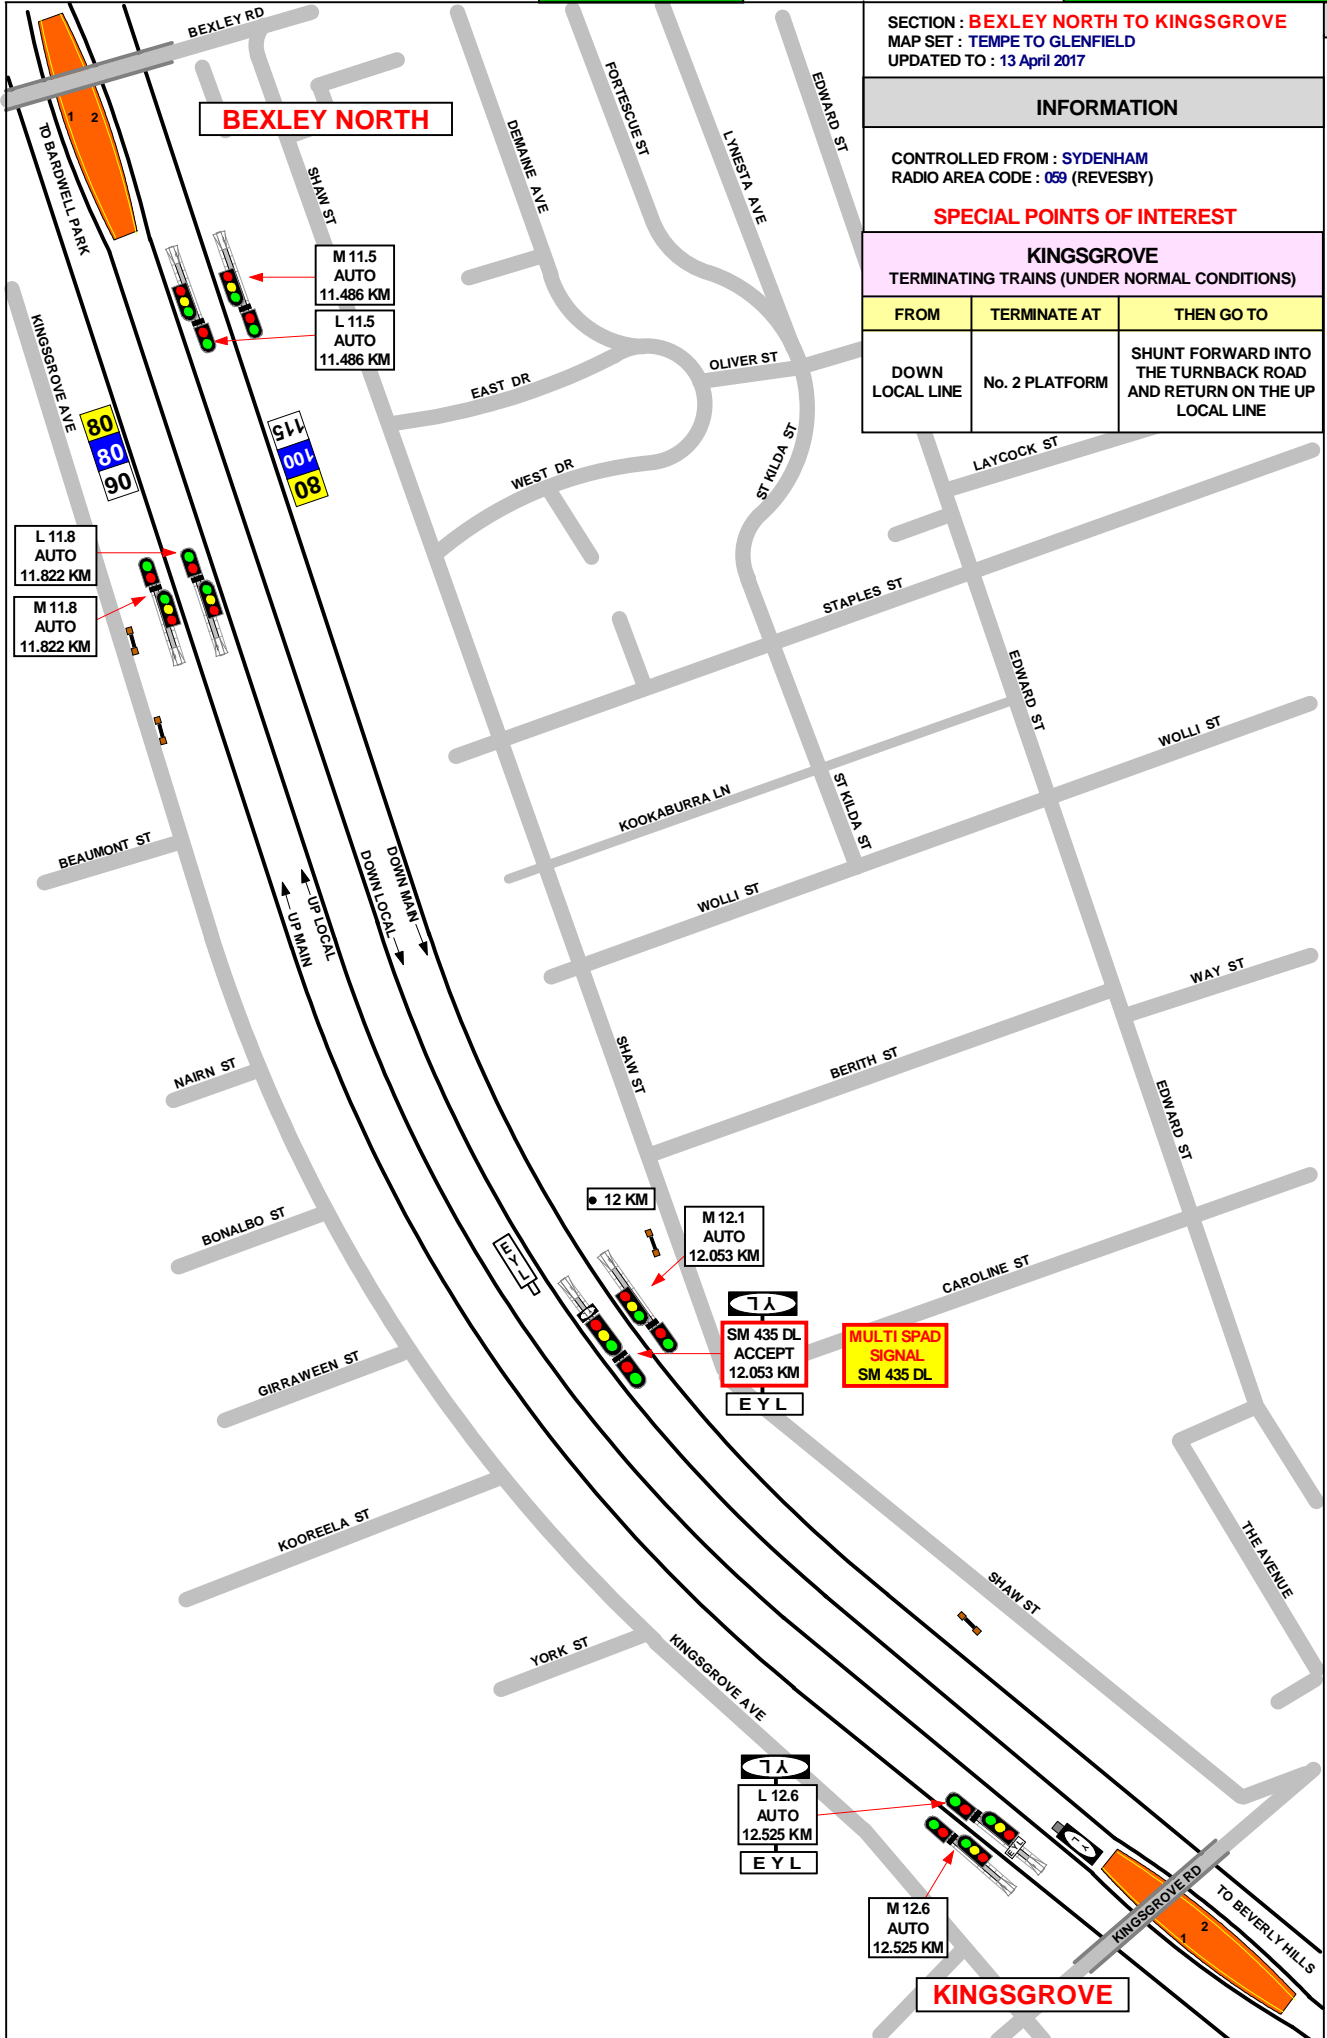 SECTION : BEXLEY NORTH TO KINGSGROVE
MAP SET : TEMPE TO GLENFIELD
UPDATED TO : 13 April 2017
INFORMATION
CONTROLLED FROM : SYDENHAM
RADIO AREA CODE : 059 (REVESBY)
SPECIAL POINTS OF INTEREST
KINGSGROVE
TERMINATING TRAINS (UNDER NORMAL CONDITIONS)
FROM
TERMINATE AT
THEN GO TO
DOWN
LOCAL LINE
No. 2 PLATFORM
SHUNT FORWARD INTO
THE TURNBACK ROAD
AND RETURN ON THE UP
LOCAL LINE
BEXLEY RD
1 2
BEXLEY NORTH
TO BARDWELL PARK
SHAW ST
DEMAINE AVE
FORTESCUE ST
LYNESTA AVE
EDWARD ST
M 11.5
AUTO
11.486 KM
L 11.5
AUTO
11.486 KM
KINGSGROVE AVE
EAST DR
OLIVER ST
WEST DR
ST KILDA ST
LAYCOCK ST
80
80
90
115
100
80
L 11.8
AUTO
11.822 KM
M 11.8
AUTO
11.822 KM
STAPLES ST
EDWARD ST
WOLLI ST
KOOKABURRA LN
ST KILDA ST
BEAUMONT ST
DOWN MAIN
DOWN LOCAL
UP LOCAL
UP MAIN
WOLLI ST
WAY ST
NAIRN ST
SHAW ST
BERITH ST
EDWARD ST
12 KM
BONALBO ST
M 12.1
AUTO
12.053 KM
EYL
CAROLINE ST
YL
SM 435 DL
ACCEPT
12.053 KM
E Y L
MULTI SPAD
SIGNAL
SM 435 DL
GIRRAWEEN ST
KOOREELA ST
THE AVENUE
SHAW ST
YORK ST
KINGSGROVE AVE
YL
L 12.6
AUTO
12.525 KM
E Y L
EYL
YL
M 12.6
AUTO
12.525 KM
KINGSGROVE RD
1 2
TO BEVERLY HILLS
KINGSGROVE